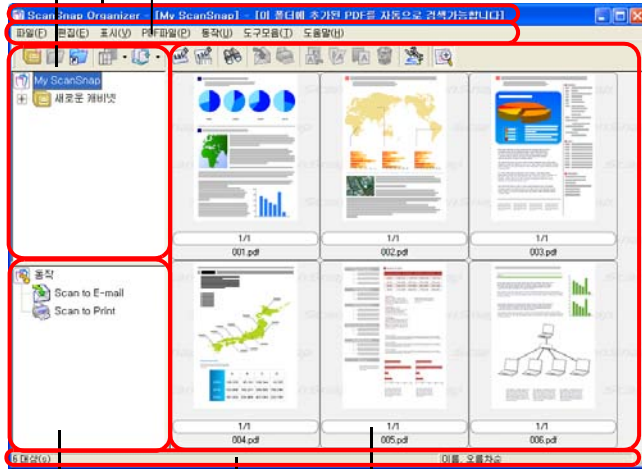 ScanSnap Organizer - [My ScanSnap] - [이 폴더에 추가된 PDF를 자동으로 검색가능합니다]
파일(F) 편집(E) 표시(V) PDF파일(P) 동작(U) 도구모음(T) 도움말(H)
My ScanSnap
새로운 캐비넷
1/1 1/1 1/1
001.pdf 002.pdf 003.pdf
동작
Scan to E-mail
Scan to Print
1/1 1/1 1/1
004.pdf 005.pdf 006.pdf
6 대상(s) 이름, 오름차순